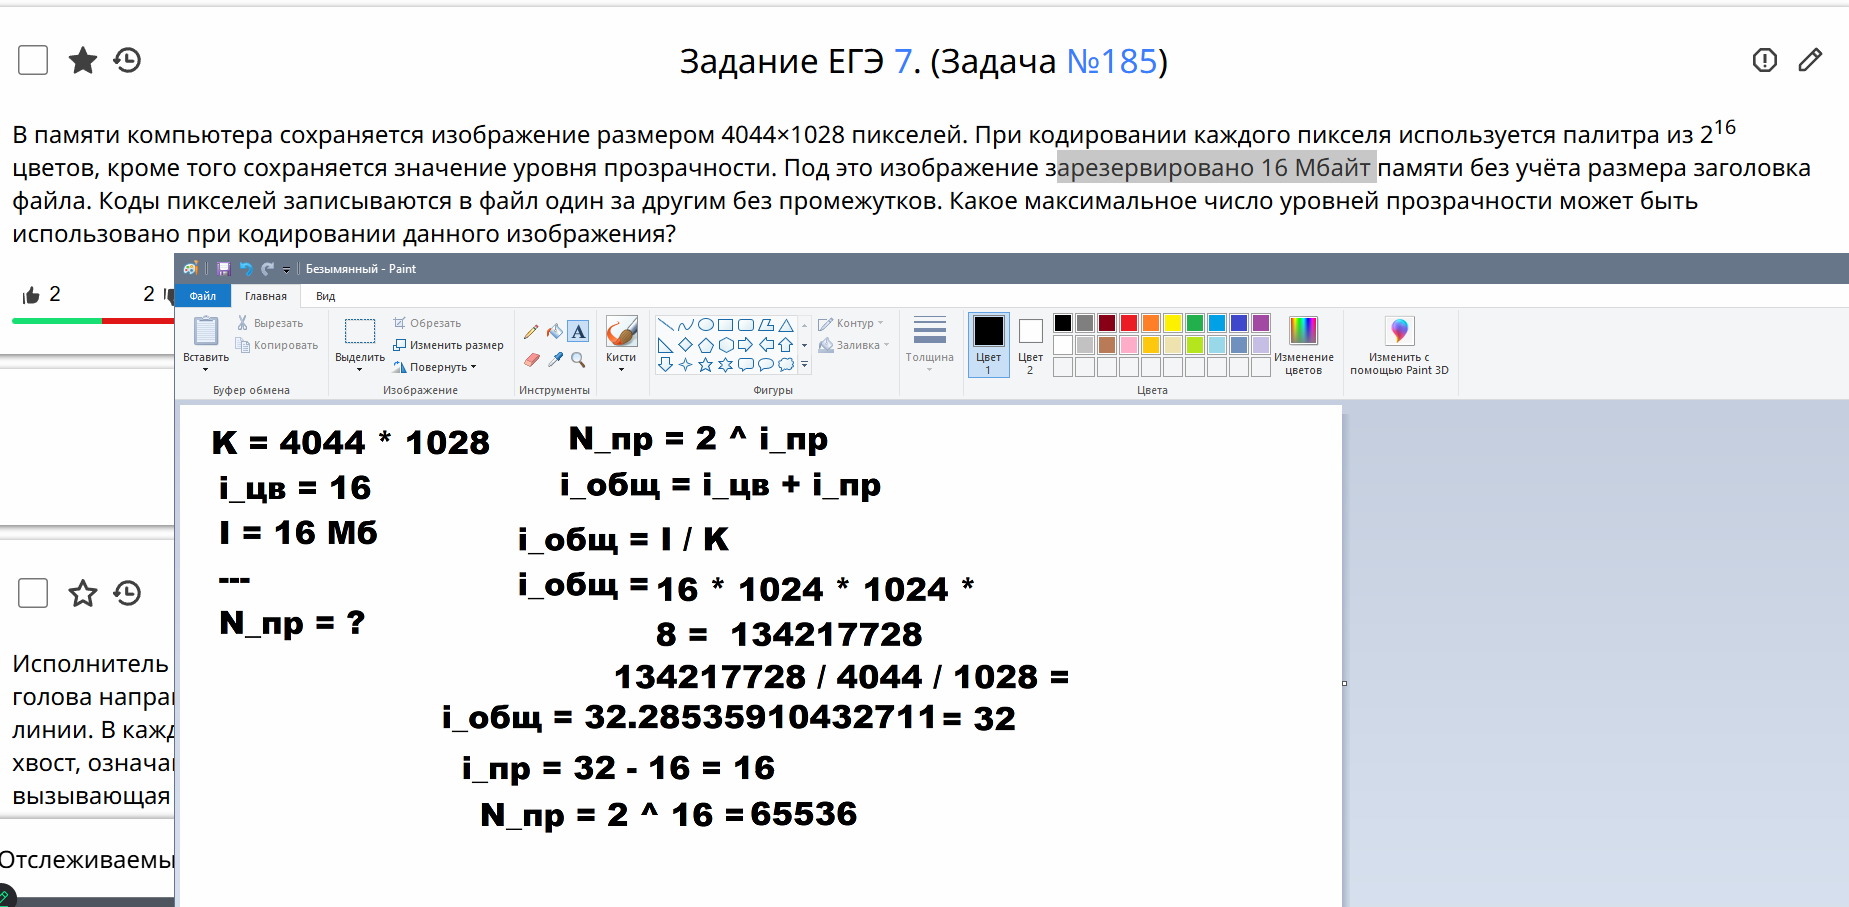 Задание ЕГЭ 7. (Задача №185)
В памяти компьютера сохраняется изображение размером 4044×1028 пикселей. При кодировании каждого пикселя используется палитра из 2^16
цветов, кроме того сохраняется значение уровня прозрачности. Под это изображение зарезервировано 16 Мбайт памяти без учёта размера заголовка
файла. Коды пикселей записываются в файл один за другим без промежутков. Какое максимальное число уровней прозрачности может быть
использовано при кодировании данного изображения?
2
2
Безымянный - Paint
Файл Главная Вид
Вставить
Вырезать
Копировать
Буфер обмена
Выделить
Обрезать
Изменить размер
Повернуть
Изображение
A
Инструменты
Кисти
Контур
Заливка
Фигуры
Толщина
Цвет
1
Цвет
2
Изменение
цветов
Цвета
Изменить с
помощью Paint 3D
K = 4044 * 1028
i_цв = 16
I = 16 Мб
---
N_пр = ?
N_пр = 2 ^ i_пр
i_общ = i_цв + i_пр
i_общ = I / K
i_общ = 16 * 1024 * 1024 *
8 = 134217728
134217728 / 4044 / 1028 =
i_общ = 32.28535910432711 = 32
i_пр = 32 - 16 = 16
N_пр = 2 ^ 16 = 65536
Исполнитель
голова напра
линии. В кажд
хвост, означа
вызывающая
Отслеживаемы